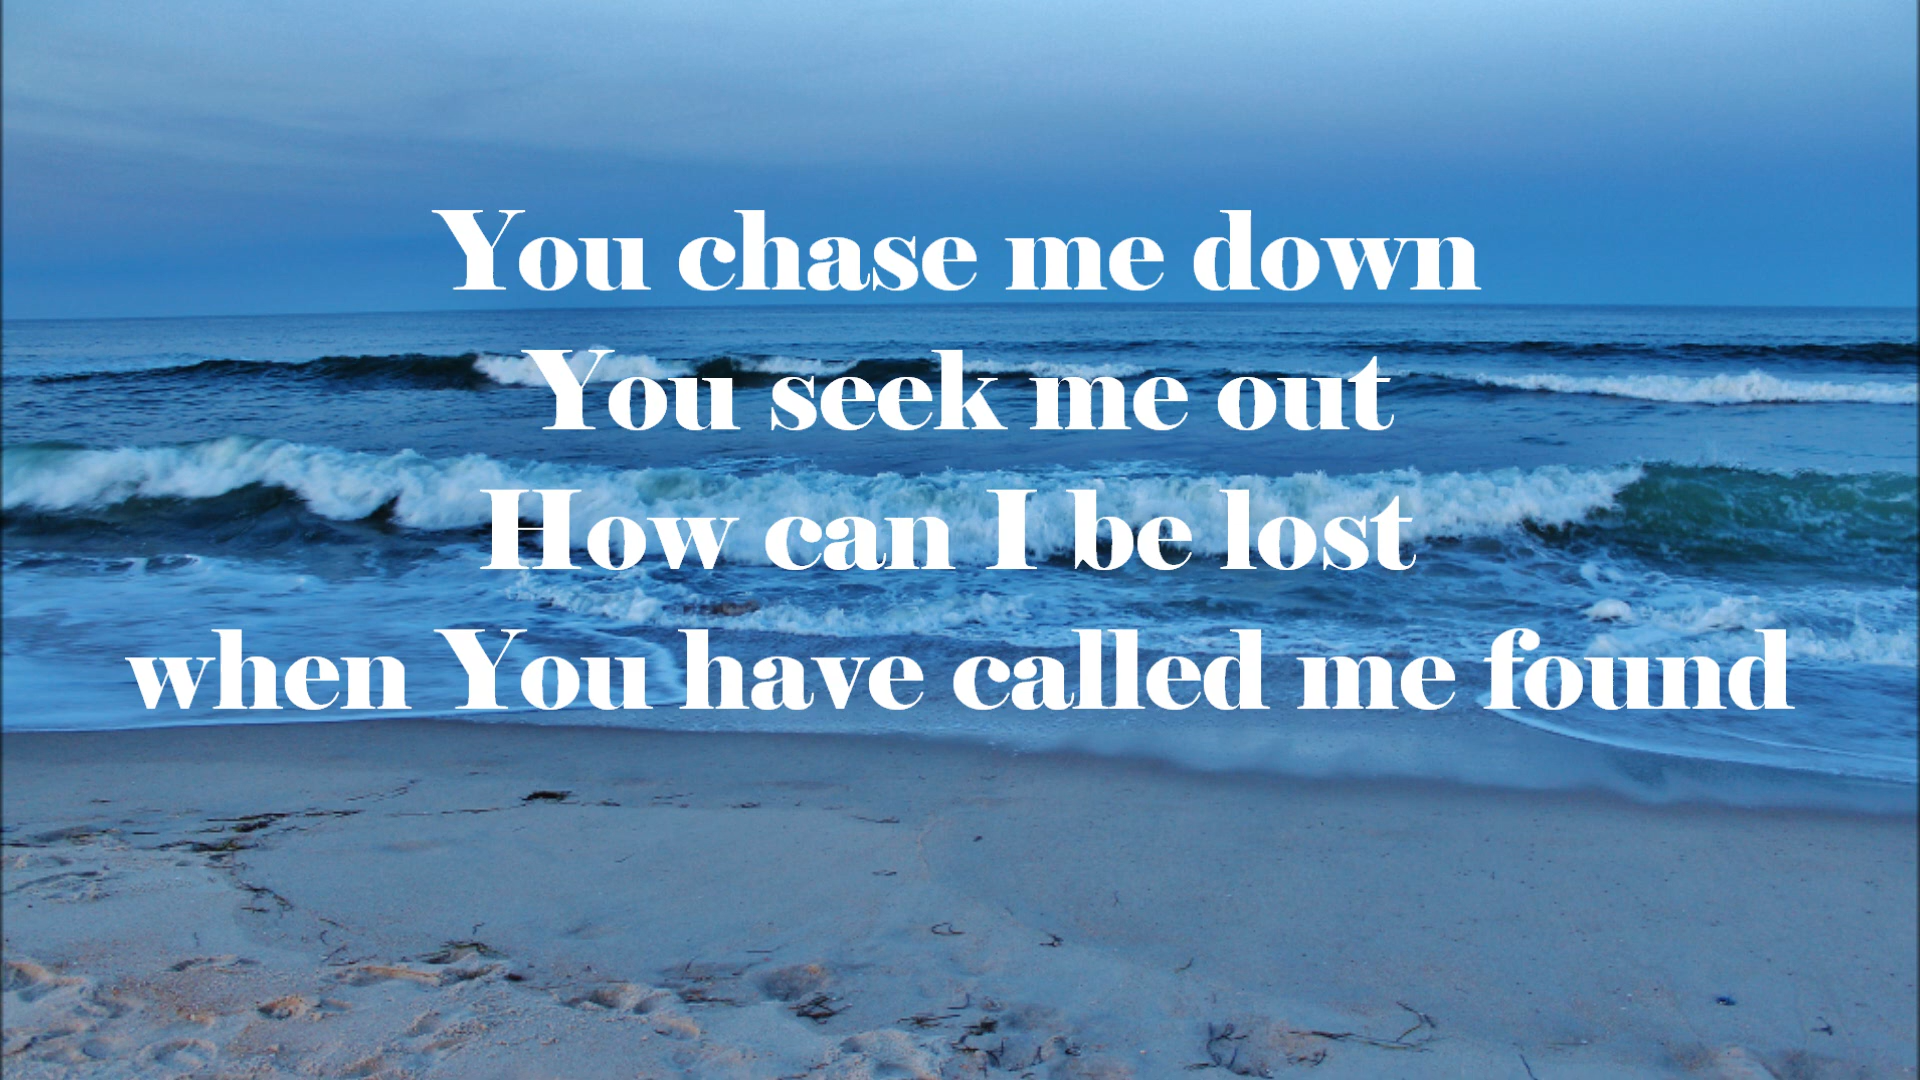 You chase me down
You seek me out
How can I be lost
when You have called me found